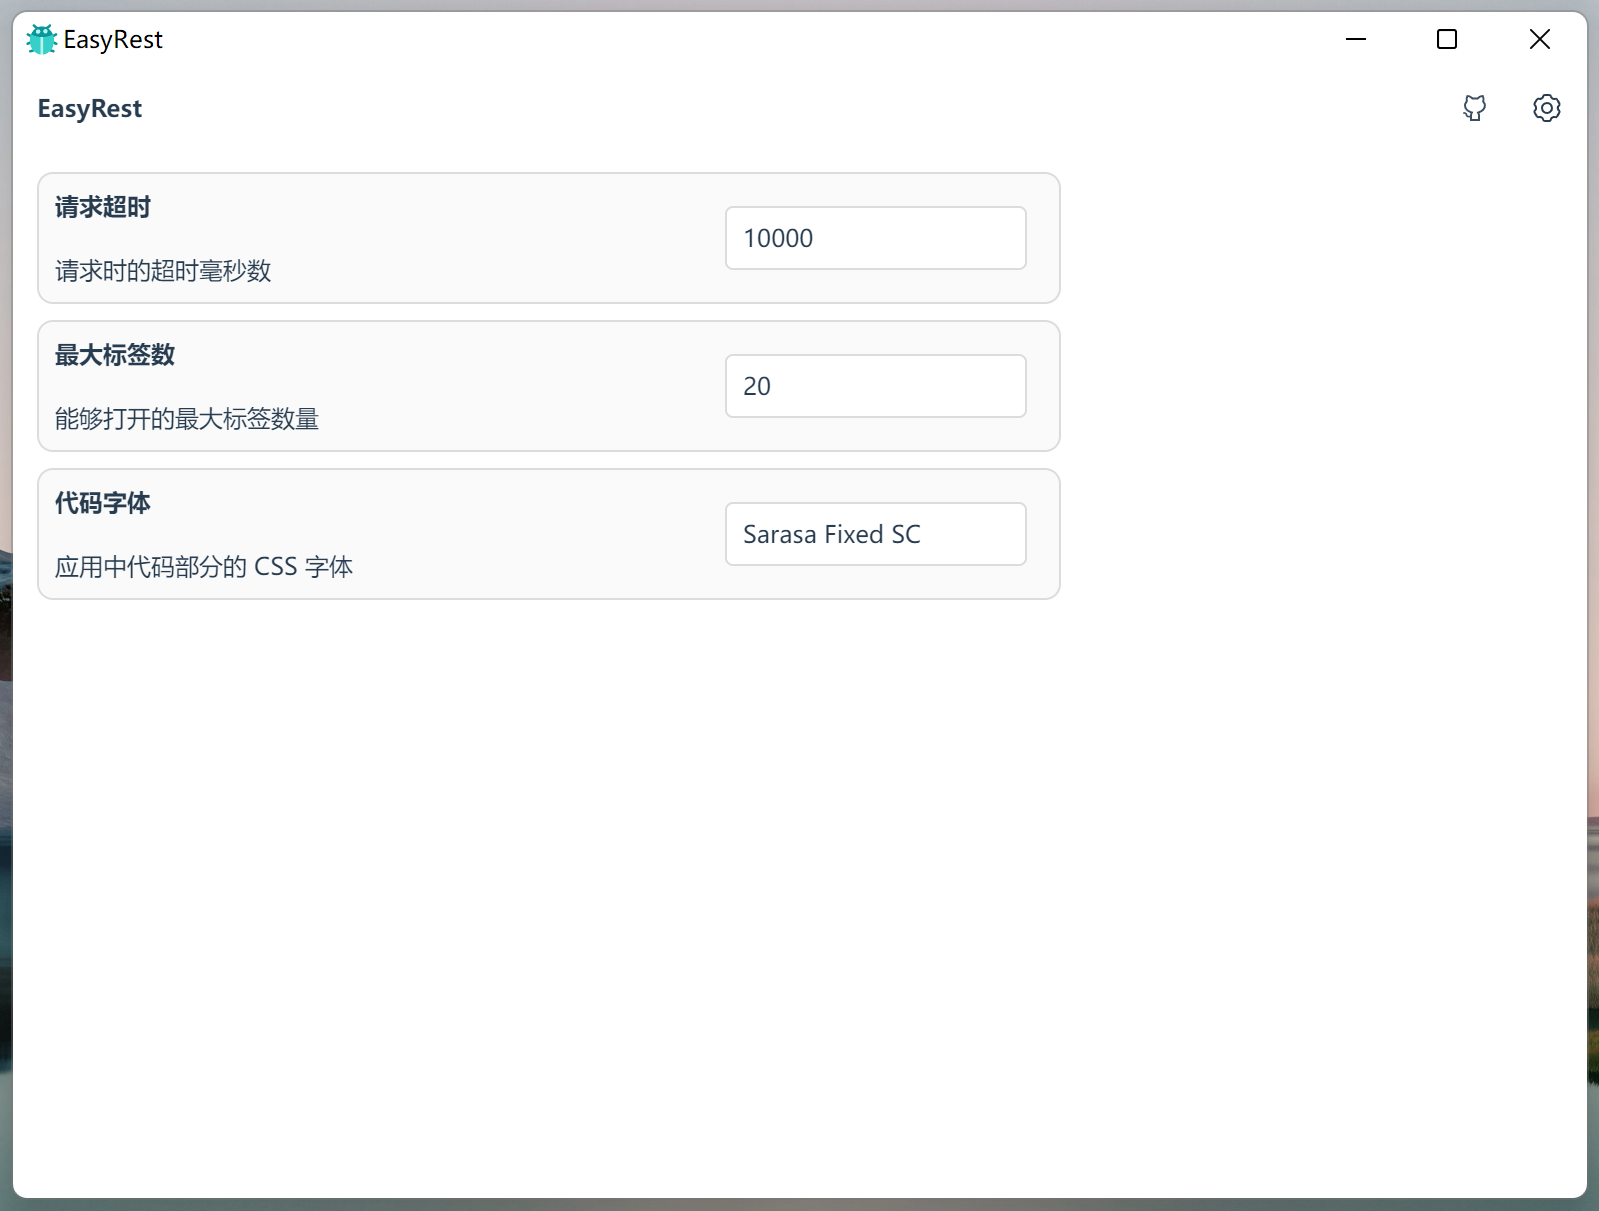 EasyRest
EasyRest
请求超时
10000
请求时的超时毫秒数
最大标签数
20
能够打开的最大标签数量
代码字体
Sarasa Fixed SC
应用中代码部分的 CSS 字体